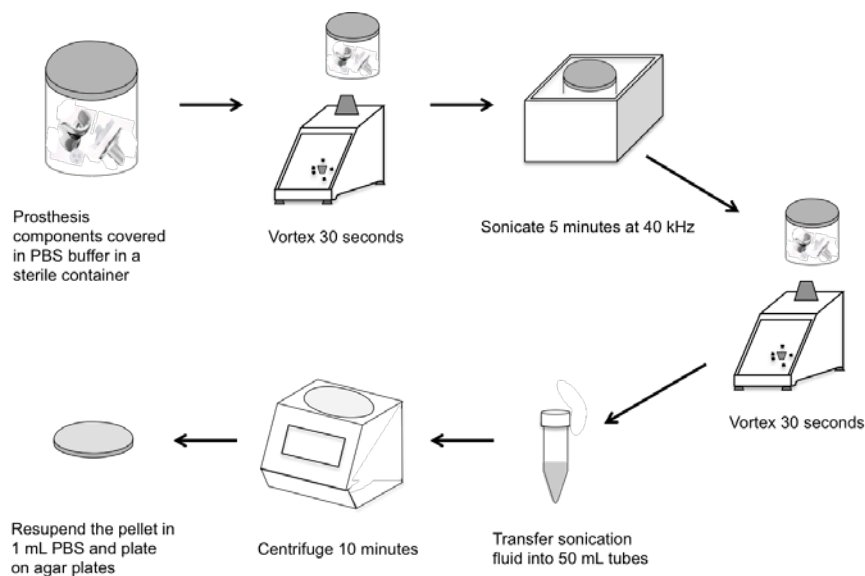 Prosthesis
components covered
in PBS buffer in a
sterile container
Vortex 30 seconds
Sonicate 5 minutes at 40 kHz
Vortex 30 seconds
Transfer sonication
fluid into 50 mL tubes
Centrifuge 10 minutes
Resupend the pellet in
1 mL PBS and plate
on agar plates